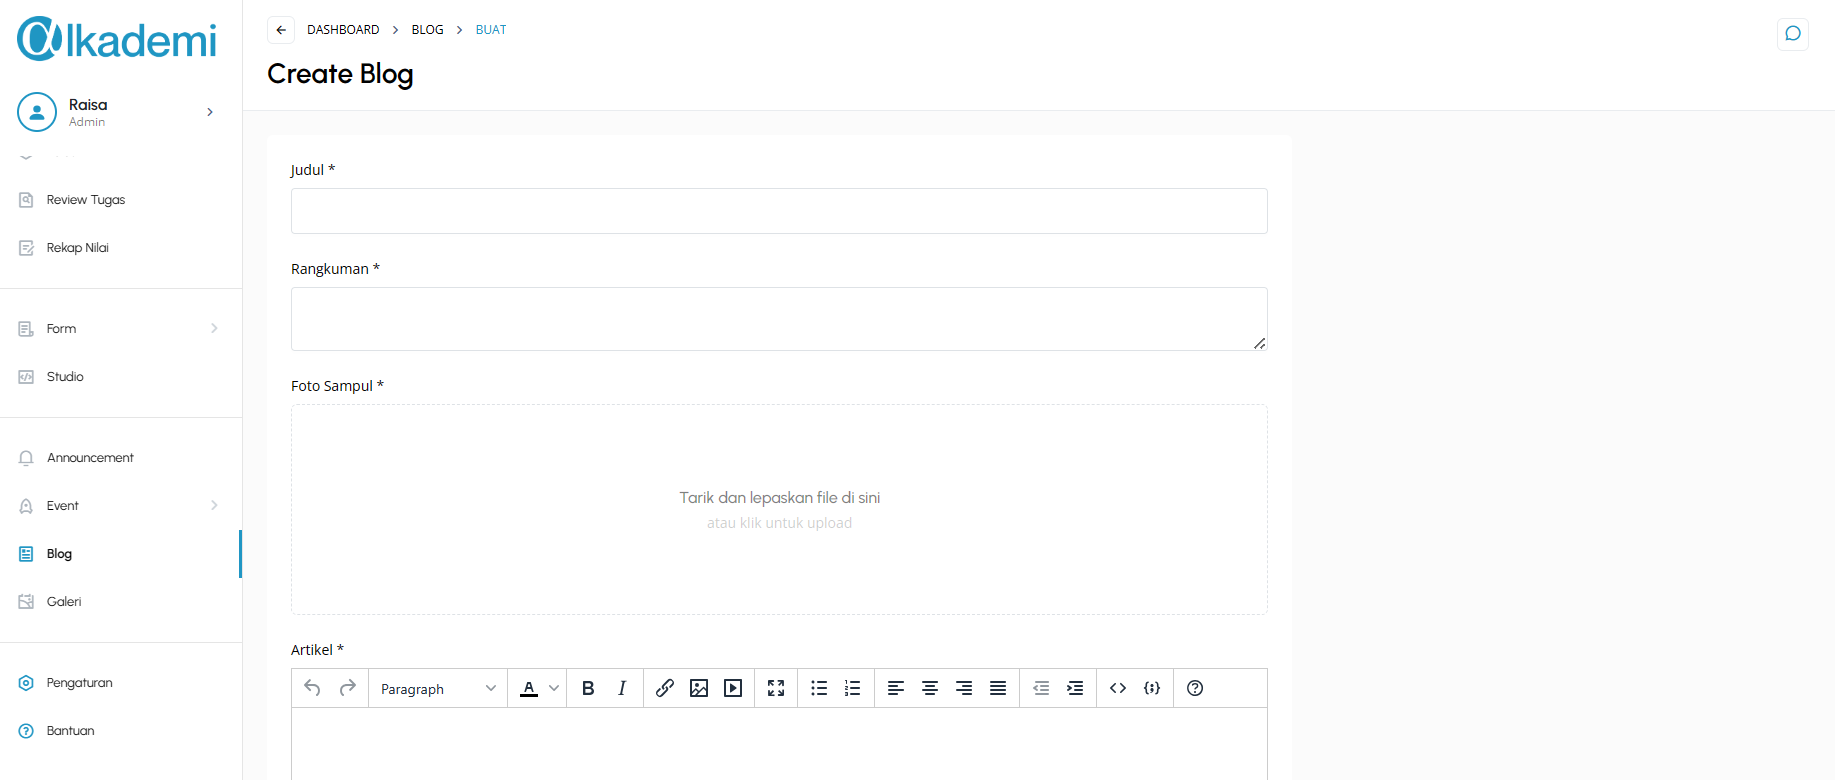 @lkademi
Raisa
Admin
Review Tugas
Rekap Nilai
Form
Studio
Announcement
Event
Blog
Galeri
Pengaturan
Bantuan
DASHBOARD > BLOG > BUAT
Create Blog
Judul *
Rangkuman *
Foto Sampul *
Tarik dan lepaskan file di sini
atau klik untuk upload
Artikel *
Paragraph A B I